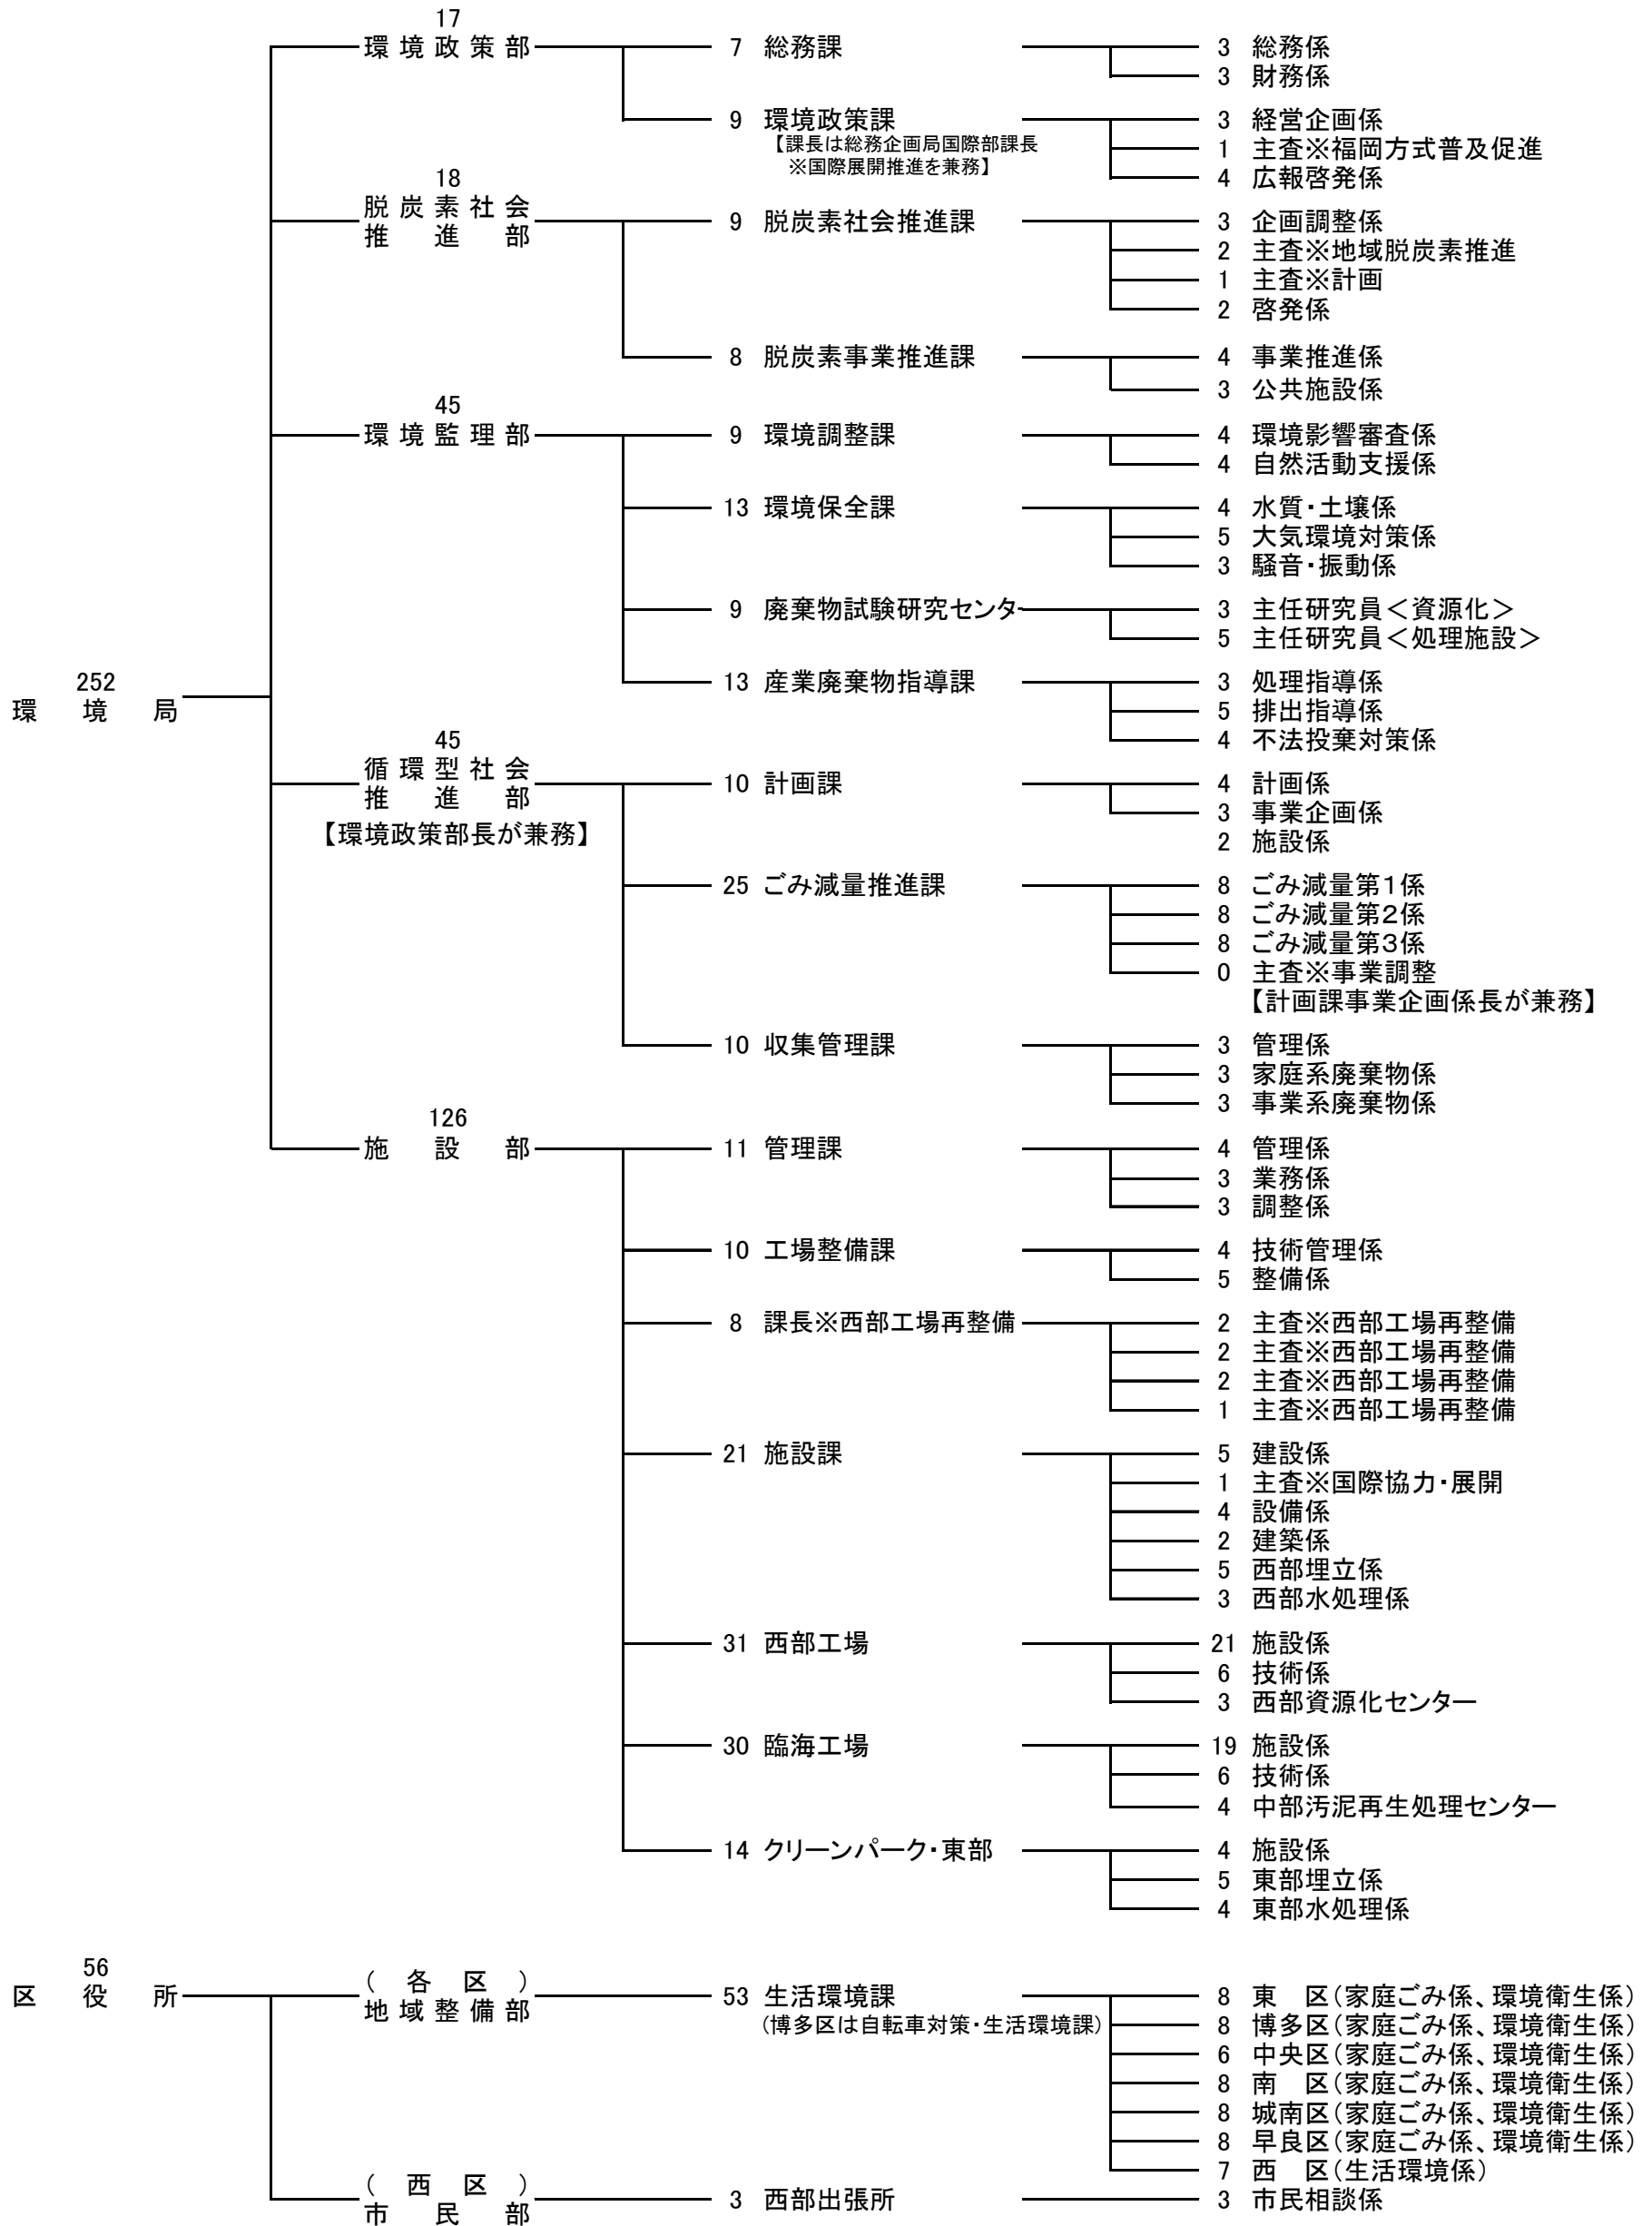 17
環境政策部 7 総務課 3 総務係
3 財務係
9 環境政策課 3 経営企画係
【課長は総務企画局国際部課長
※国際展開推進を兼務】
1 主査※福岡方式普及促進
4 広報啓発係
18
脱炭素社会
推進部
9 脱炭素社会推進課 3 企画調整係
2 主査※地域脱炭素推進
1 主査※計画
2 啓発係
8 脱炭素事業推進課 4 事業推進係
3 公共施設係
45
環境監理部 9 環境調整課 4 環境影響審査係
4 自然活動支援係
13 環境保全課 4 水質・土壌係
5 大気環境対策係
3 騒音・振動係
9 廃棄物試験研究センター 3 主任研究員＜資源化＞
5 主任研究員＜処理施設＞
252
環境局
13 産業廃棄物指導課 3 処理指導係
5 排出指導係
4 不法投棄対策係
45
循環型社会
推進部
【環境政策部長が兼務】
10 計画課 4 計画係
3 事業企画係
2 施設係
25 ごみ減量推進課 8 ごみ減量第1係
8 ごみ減量第2係
8 ごみ減量第3係
0 主査※事業調整
【計画課事業企画係長が兼務】
10 収集管理課 3 管理係
3 家庭系廃棄物係
3 事業系廃棄物係
126
施設部 11 管理課 4 管理係
3 業務係
3 調整係
10 工場整備課 4 技術管理係
5 整備係
8 課長※西部工場再整備 2 主査※西部工場再整備
2 主査※西部工場再整備
2 主査※西部工場再整備
1 主査※西部工場再整備
21 施設課 5 建設係
1 主査※国際協力・展開
4 設備係
2 建築係
5 西部埋立係
3 西部水処理係
31 西部工場 21 施設係
6 技術係
3 西部資源化センター
30 臨海工場 19 施設係
6 技術係
4 中部汚泥再生処理センター
14 クリーンパーク・東部 4 施設係
5 東部埋立係
4 東部水処理係
56
区役所
（各区）
地域整備部
53 生活環境課
（博多区は自転車対策・生活環境課）
8 東　区（家庭ごみ係、環境衛生係）
8 博多区（家庭ごみ係、環境衛生係）
6 中央区（家庭ごみ係、環境衛生係）
8 南　区（家庭ごみ係、環境衛生係）
8 城南区（家庭ごみ係、環境衛生係）
8 早良区（家庭ごみ係、環境衛生係）
7 西　区（生活環境係）
（西区）
市民部
3 西部出張所 3 市民相談係